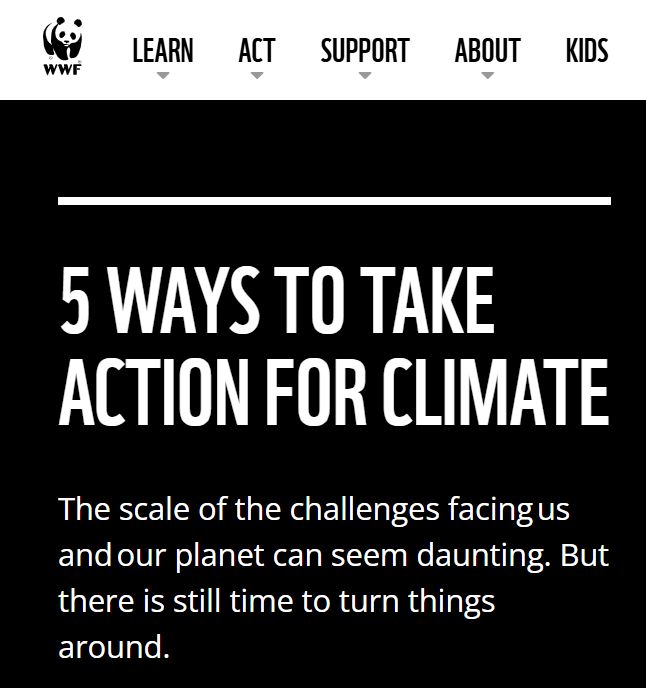 WWF
LEARN ACT SUPPORT ABOUT KIDS
5 WAYS TO TAKE
ACTION FOR CLIMATE
The scale of the challenges facing us
and our planet can seem daunting. But
there is still time to turn things
around.